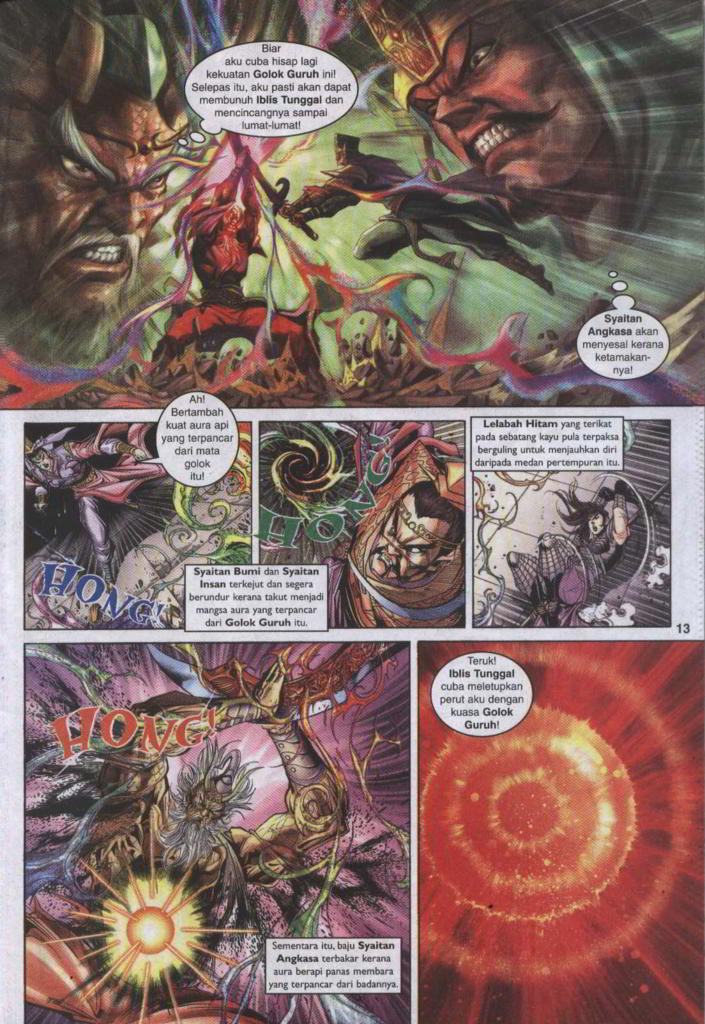 Biar
aku cuba hisap lagi
kekuatan Golok Guruh ini!
Selepas itu, aku pasti akan dapat
membunuh Iblis Tunggal dan
mencincangnya sampai
lumat-lumat!
Syaitan
Angkasa akan
menyesal kerana
ketamakan-
nya!
Ah!
Bertambah
kuat aura api
yang terpancar
dari mata
golok
itu!
HONG!
HONG!
Syaitan Bumi dan Syaitan
Insan terkejut dan segera
berundur kerana takut menjadi
mangsa aura yang terpancar
dari Golok Guruh itu.
Lelabah Hitam yang terikat
pada sebatang kayu pula terpaksa
berguling untuk menjauhkan diri
daripada medan pertempuran itu.
13
HONG!
Sementara itu, baju Syaitan
Angkasa terbakar kerana
aura berapi panas membara
yang terpancar dari badannya.
Teruk!
Iblis Tunggal
cuba meletupkan
perut aku dengan
kuasa Golok
Guruh!